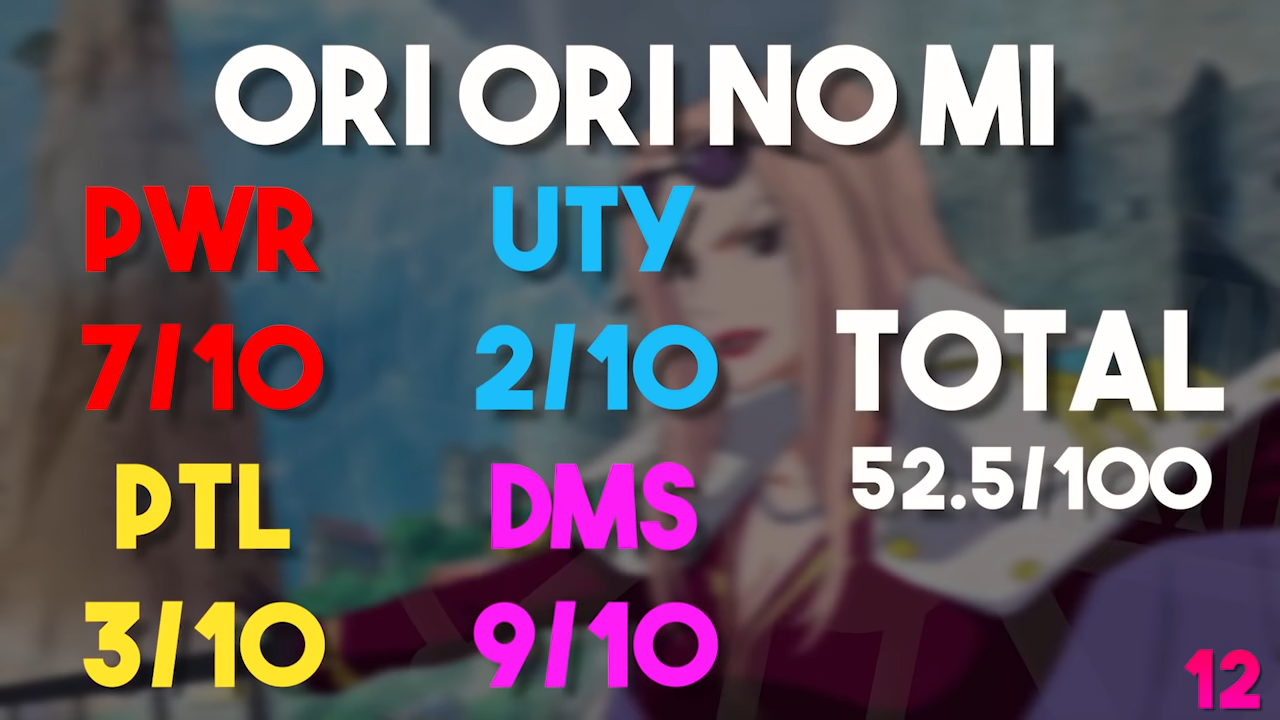 ORI ORI NO MI
PWR
7/10
UTY
2/10
PTL
3/10
DMS
9/10
TOTAL
52.5/100
12